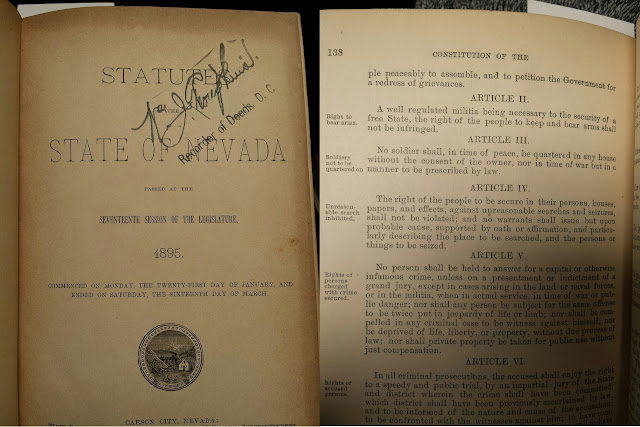 STATUTES
OF THE
STATE OF NEVADA
Recorder of Deeds D. C
PASSED AT THE
SEVENTEENTH SESSION OF THE LEGISLATURE,
1895.
COMMENCED ON MONDAY, THE TWENTY-FIRST DAY OF JANUARY, AND
ENDED ON SATURDAY, THE SIXTEENTH DAY OF MARCH.
CARSON CITY, NEVADA:
138 CONSTITUTION OF THE
ple peaceably to assemble, and to petition the Government for
a redress of grievances.
ARTICLE II.
Right to
bear arms.
A well regulated militia being necessary to the security of a
free State, the right of the people to keep and bear arms shall
not be infringed.
ARTICLE III.
Soldiery
not to be
quartered on
No soldier shall, in time of peace, be quartered in any house
without the consent of the owner, nor in time of war but in a
manner to be prescribed by law.
ARTICLE IV.
Unreason-
able search
inhibited.
The right of the people to be secure in their persons, houses,
papers, and effects, against unreasonable searches and seizures,
shall not be violated; and no warrants shall issue but upon
probable cause, supported by oath or affirmation, and particu-
larly describing the place to be searched, and the persons or
things to be seized.
ARTICLE V.
Rights of
persons
charged
with crime
secured.
No person shall be held to answer for a capital or otherwise
infamous crime, unless on a presentment or indictment of a
grand jury, except in cases arising in the land or naval forces,
or in the militia, when in actual service, in time of war or pub-
lic danger; nor shall any person be subject for the same offense
to be twice put in jeopardy of life or limb; nor shall be com-
pelled in any criminal case to be witness against himself; nor
be deprived of life, liberty, or property, without due process of
law; nor shall private property be taken for public use without
just compensation.
ARTICLE VI.
Rights of
accused
persons.
In all criminal prosecutions, the accused shall enjoy the right
to a speedy and public trial, by an impartial jury of the State
and district wherein the crime shall have been committed,
which district shall have been previously ascertained by law,
and to be informed of the nature and cause of the accusation;
to be confronted with the witnesses against him; to have